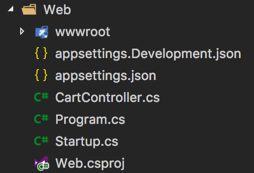 Web
wwwroot
{ } appsettings.Development.json
{ } appsettings.json
C# CartController.cs
C# Program.cs
C# Startup.cs
Web.csproj